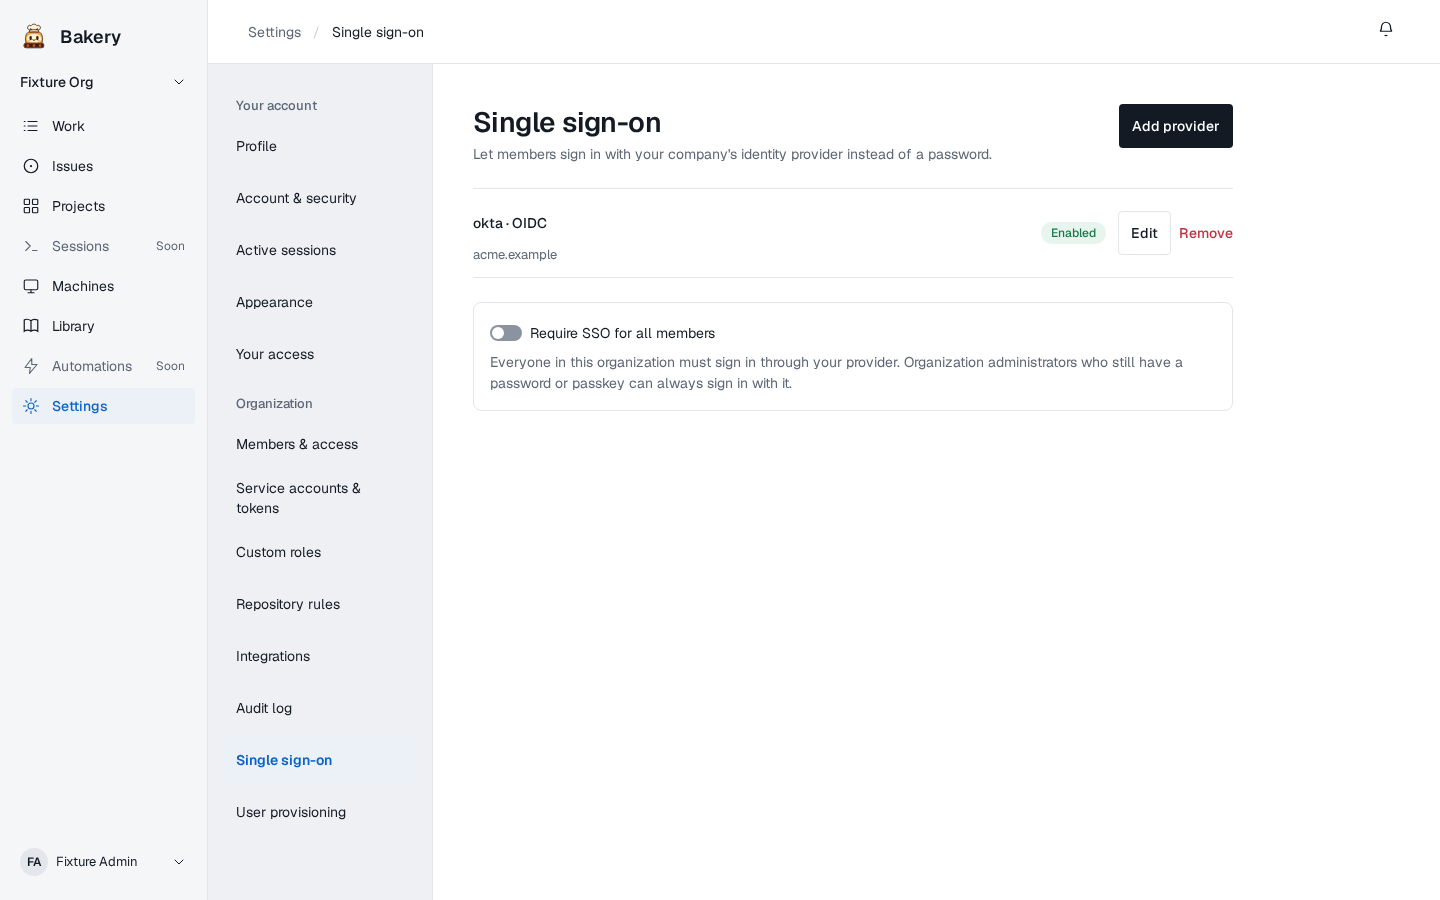 Bakery
Fixture Org
Work
Issues
Projects
Sessions Soon
Machines
Library
Automations Soon
Settings
FA Fixture Admin
Settings / Single sign-on
Your account
Profile
Account & security
Active sessions
Appearance
Your access
Organization
Members & access
Service accounts &
tokens
Custom roles
Repository rules
Integrations
Audit log
Single sign-on
User provisioning
Single sign-on
Add provider
Let members sign in with your company's identity provider instead of a password.
okta · OIDC
acme.example
Enabled Edit Remove
Require SSO for all members
Everyone in this organization must sign in through your provider. Organization administrators who still have a
password or passkey can always sign in with it.